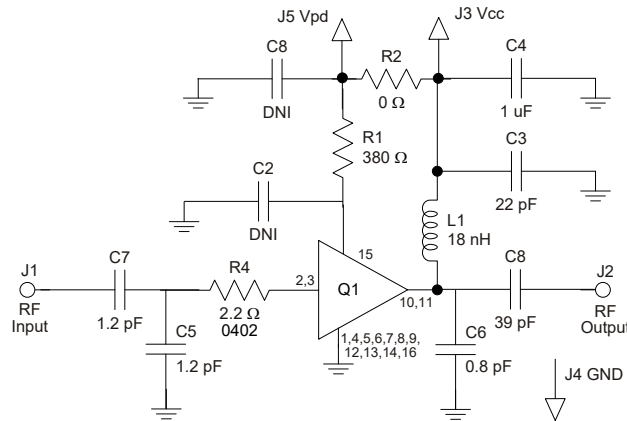 J5 Vpd
J3 Vcc
C8
DNI
R2
0 Ω
C4
1 uF
R1
380 Ω
C2
DNI
C3
22 pF
L1
18 nH
15
Q1
2,3
10,11
1,4,5,6,7,8,9,
12,13,14,16
J1
RF
Input
C7
1.2 pF
R4
2.2 Ω
0402
C5
1.2 pF
C8
39 pF
J2
RF
Output
C6
0.8 pF
J4 GND